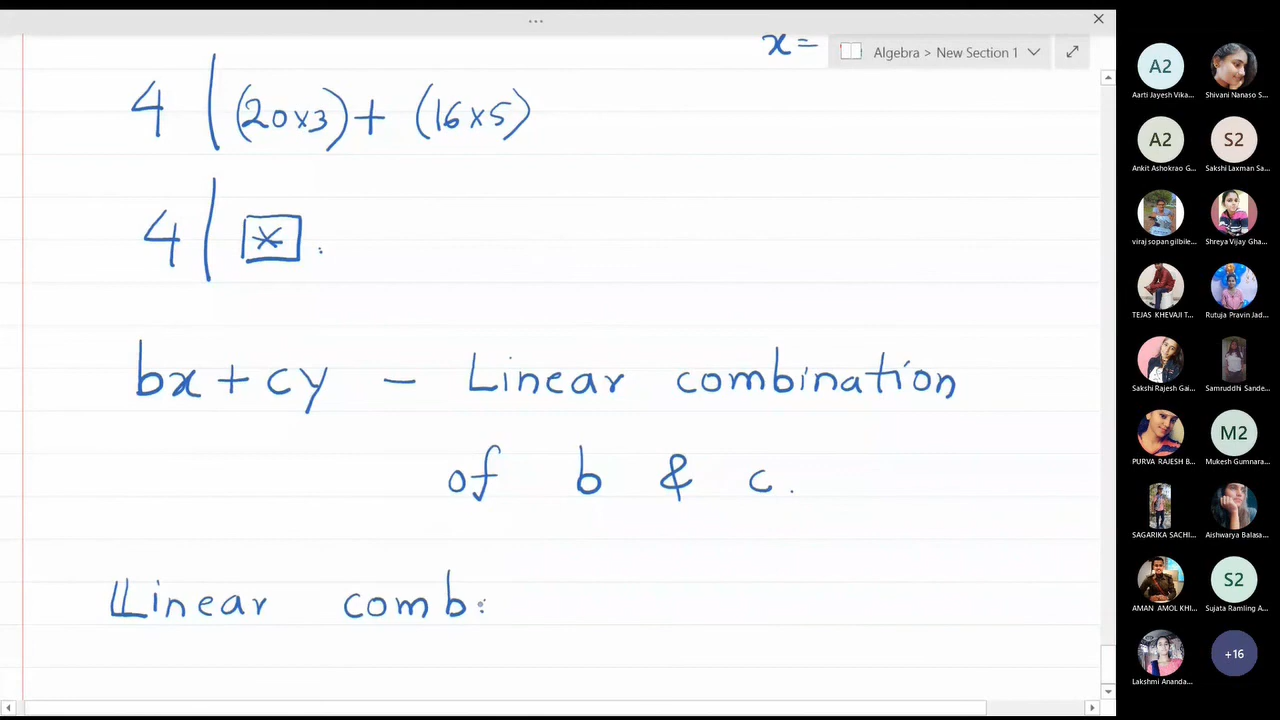 x =
Algebra > New Section 1
4 | (20x3) + (16x5)
4 | *.
bx + cy - Linear combination
of b & c.
Linear comb:
A2
Aarti Jayesh Vika...
Shivani Nanaso S...
A2
Ankit Ashokrao G...
S2
Sakshi Laxman Sa...
viraj sopan gilbile...
Shreya Vijay Gha...
TEJAS KHEVAJI T...
Rutuja Pravin Jad...
Sakshi Rajesh Gai...
Samruddhi Sande...
PURVA RAJESH B...
M2
Mukesh Gumnara...
SAGARIKA SACHI...
Aishwarya Balasa...
AMAN AMOL KHI...
S2
Sujata Ramling A...
Lakshmi Ananda...
+16